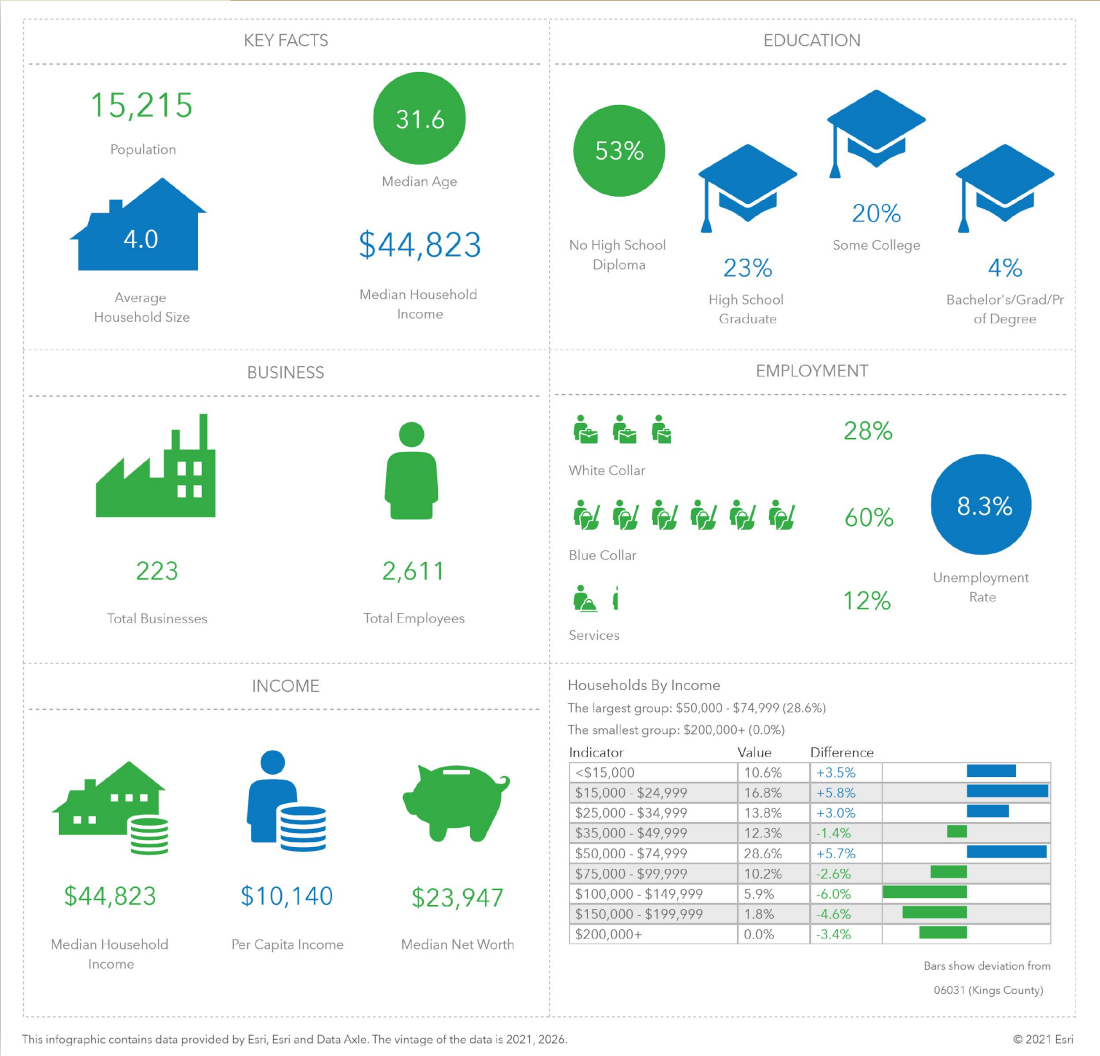 KEY FACTS
15,215
Population
31.6
Median Age
4.0
Average
Household Size
$44,823
Median Household
Income
EDUCATION
53%
No High School
Diploma
23%
High School
Graduate
20%
Some College
4%
Bachelor's/Grad/Pr
of Degree
BUSINESS
223
Total Businesses
2,611
Total Employees
EMPLOYMENT
28%
White Collar
60%
Blue Collar
12%
Services
8.3%
Unemployment
Rate
INCOME
$44,823
Median Household
Income
$10,140
Per Capita Income
$23,947
Median Net Worth
Households By Income
The largest group: $50,000 - $74,999 (28.6%)
The smallest group: $200,000+ (0.0%)
Indicator Value Difference
<$15,000 10.6% +3.5%
$15,000 - $24,999 16.8% +5.8%
$25,000 - $34,999 13.8% +3.0%
$35,000 - $49,999 12.3% -1.4%
$50,000 - $74,999 28.6% +5.7%
$75,000 - $99,999 10.2% -2.6%
$100,000 - $149,999 5.9% -6.0%
$150,000 - $199,999 1.8% -4.6%
$200,000+ 0.0% -3.4%
Bars show deviation from
06031 (Kings County)
This infographic contains data provided by Esri, Esri and Data Axle. The vintage of the data is 2021, 2026.
© 2021 Esri